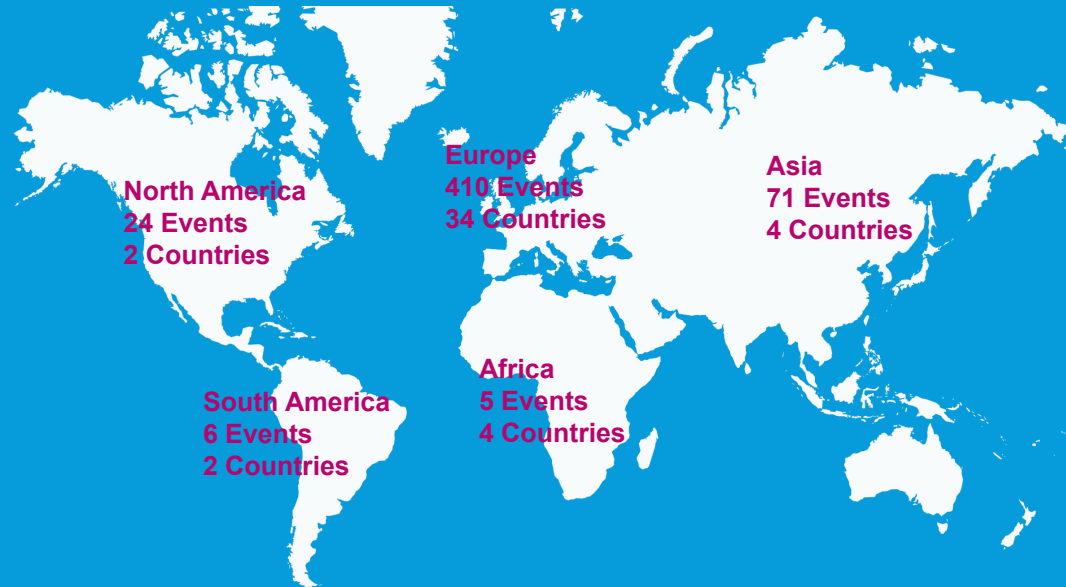 Europe
410 Events
34 Countries
Asia
71 Events
4 Countries
North America
24 Events
2 Countries
Africa
5 Events
4 Countries
South America
6 Events
2 Countries